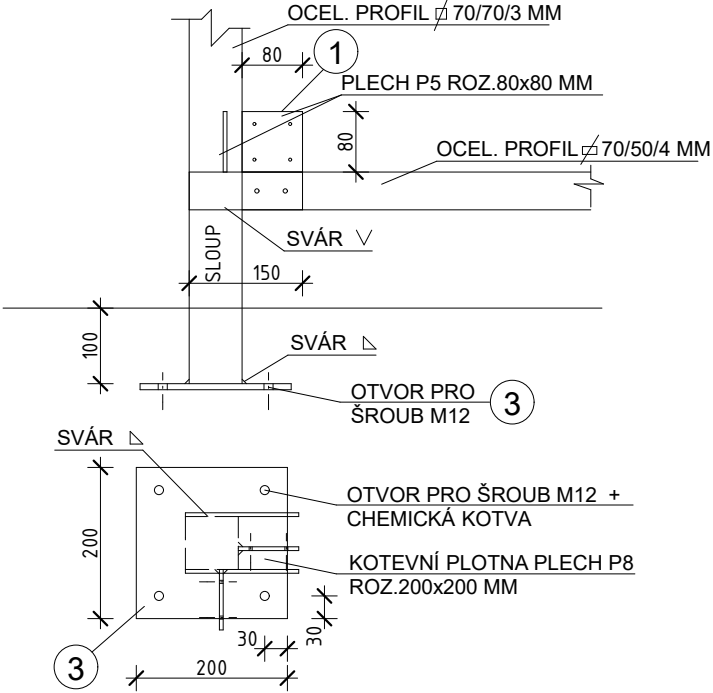 OCEL. PROFIL 70/70/3 MM
80
1
PLECH P5 ROZ.80x80 MM
80
OCEL. PROFIL 70/50/4 MM
SVÁR
SLOUP
150
100
SVÁR
OTVOR PRO
ŠROUB M12
3
SVÁR
OTVOR PRO ŠROUB M12 +
CHEMICKÁ KOTVA
200
KOTEVNÍ PLOTNA PLECH P8
ROZ.200x200 MM
30
30
3
200